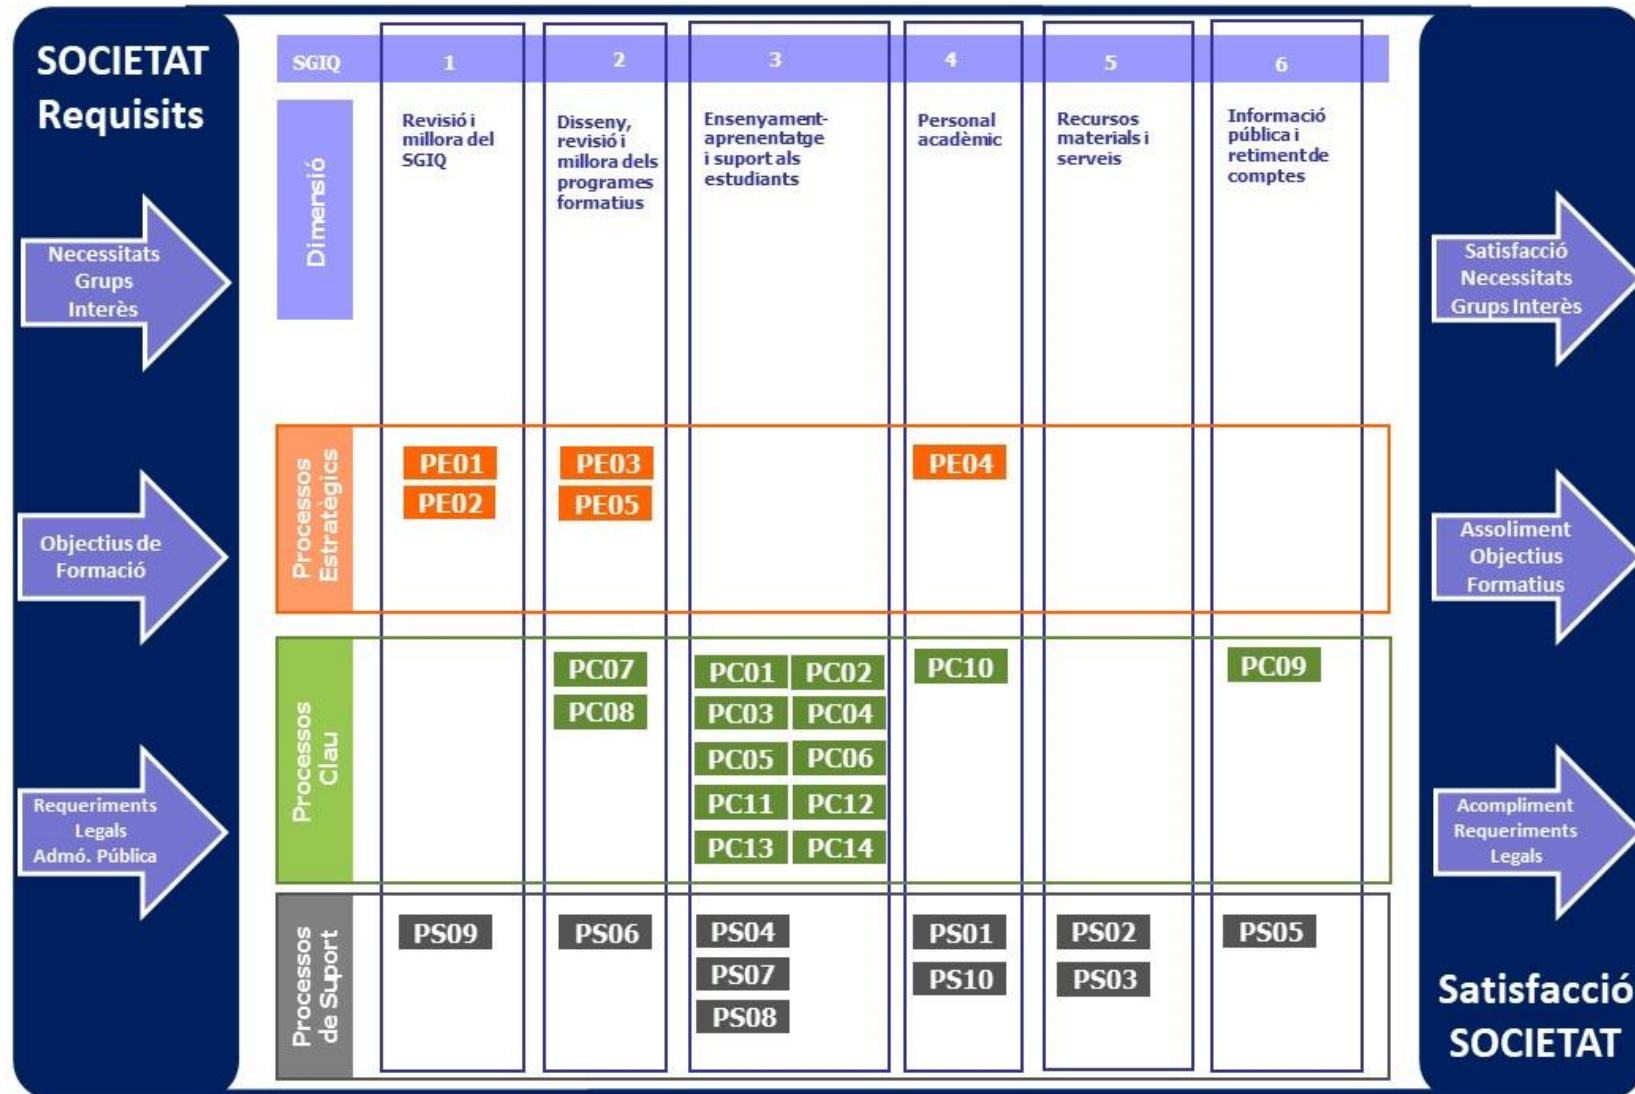 SOCIETAT
Requisits
Necessitats
Grups
Interès
Objectius de
Formació
Requeriments
Legals
Admó. Pública
SGIQ 1 2 3 4 5 6
Dimensió
Revisió i
millora del
SGIQ
Disseny,
revisió i
millora dels
programes
formatius
Ensenyament-
aprenentatge
i suport als
estudiants
Personal
acadèmic
Recursos
materials i
serveis
Informació
pública i
retiment de
comptes
Processos
Estratègics
PE01 PE03 PE04
PE02 PE05
Processos
Clau
PC07 PC01 PC02 PC10 PC09
PC08 PC03 PC04
PC05 PC06
PC11 PC12
PC13 PC14
Processos
de Suport
PS09 PS06 PS04 PS01 PS02 PS05
PS07 PS10 PS03
PS08
Satisfacció
Necessitats
Grups Interès
Assoliment
Objectius
Formatius
Acompliment
Requeriments
Legals
Satisfacció
SOCIETAT